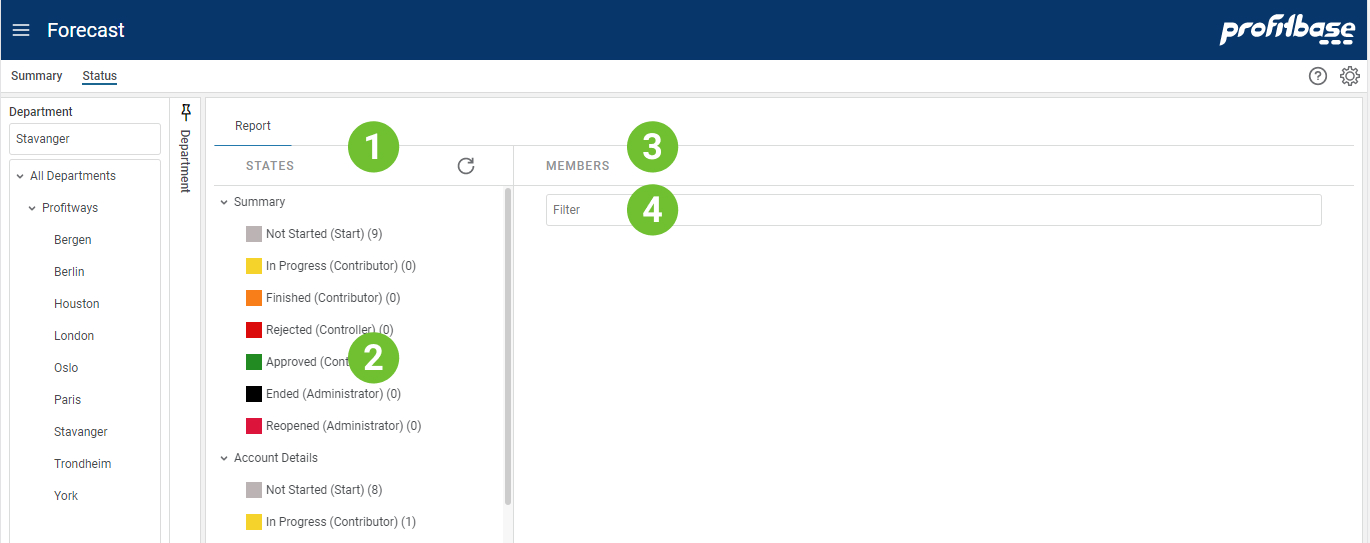 Forecast
profitbase
Summary Status
Department
Stavanger
All Departments
Profitways
Bergen
Berlin
Houston
London
Oslo
Paris
Stavanger
Trondheim
York
Department
Report
1
3
STATES
MEMBERS
Summary
Filter
4
Not Started (Start) (9)
In Progress (Contributor) (0)
Finished (Contributor) (0)
Rejected (Controller) (0)
Approved (Cont
2
Ended (Administrator) (0)
Reopened (Administrator) (0)
Account Details
Not Started (Start) (8)
In Progress (Contributor) (1)